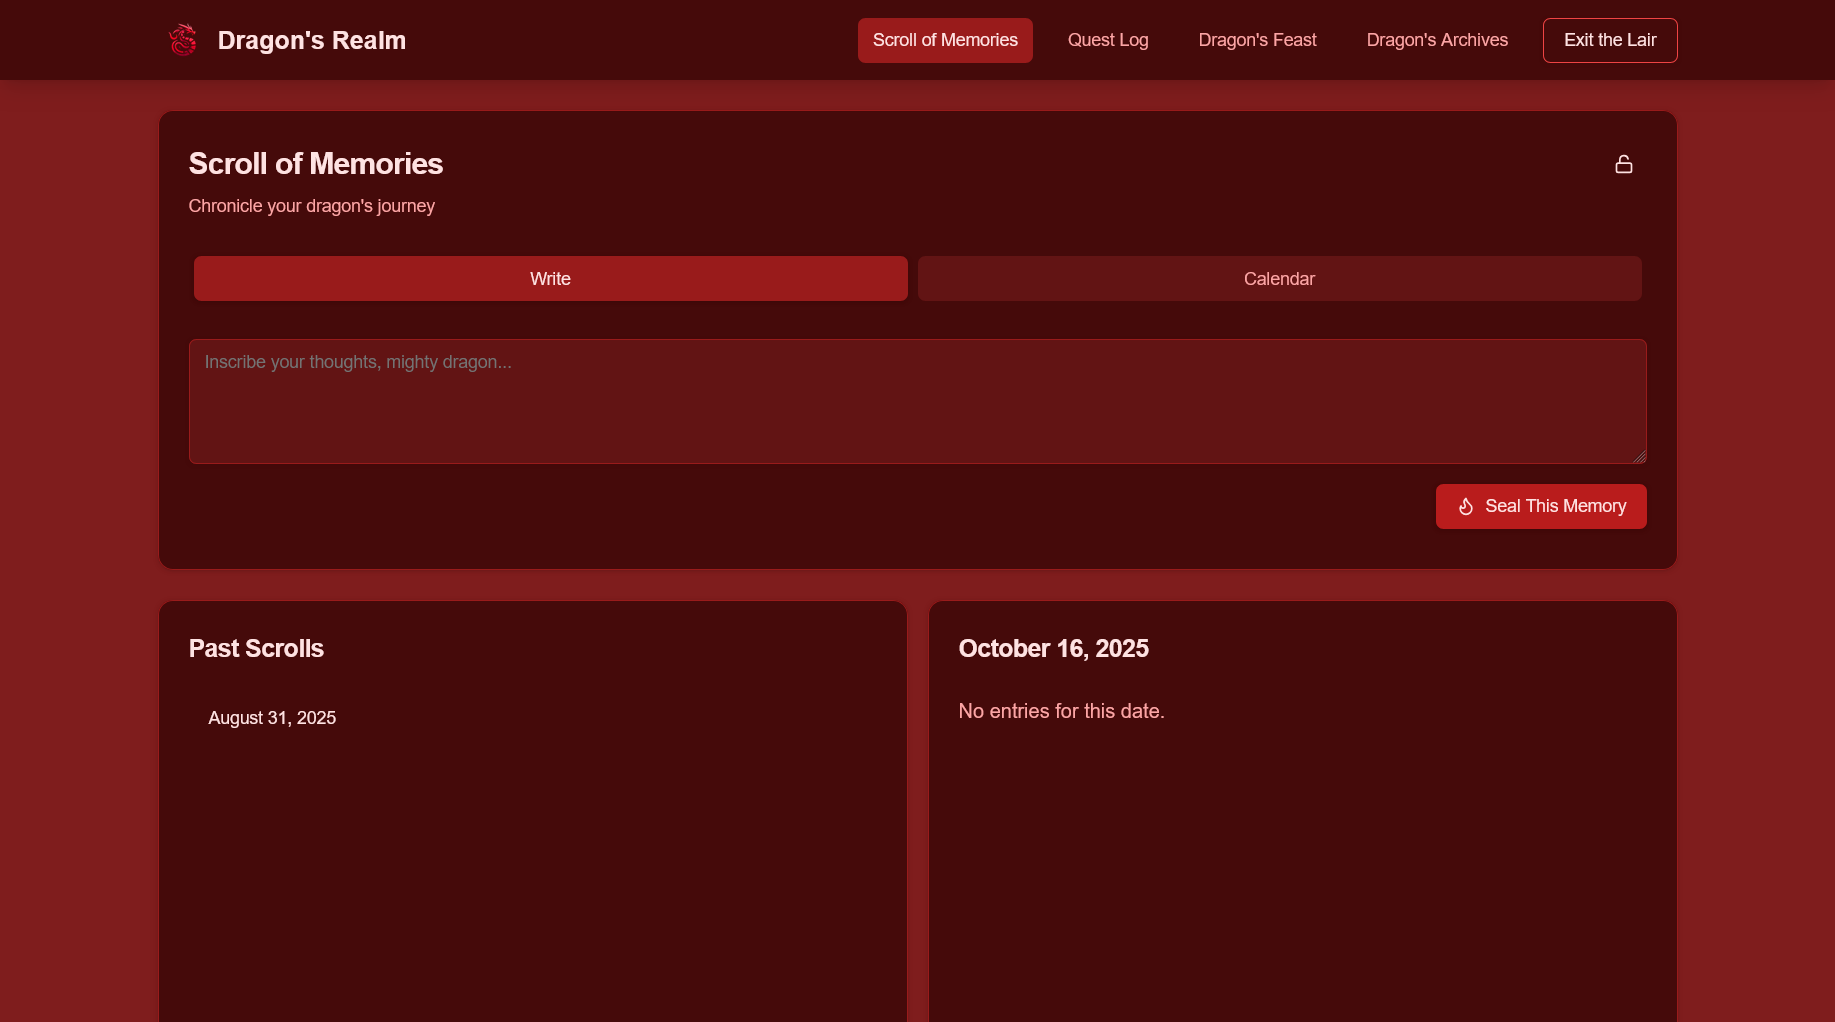 Dragon's Realm
Scroll of Memories
Quest Log
Dragon's Feast
Dragon's Archives
Exit the Lair
Scroll of Memories
Chronicle your dragon's journey
Write
Calendar
Inscribe your thoughts, mighty dragon...
Seal This Memory
Past Scrolls
August 31, 2025
October 16, 2025
No entries for this date.